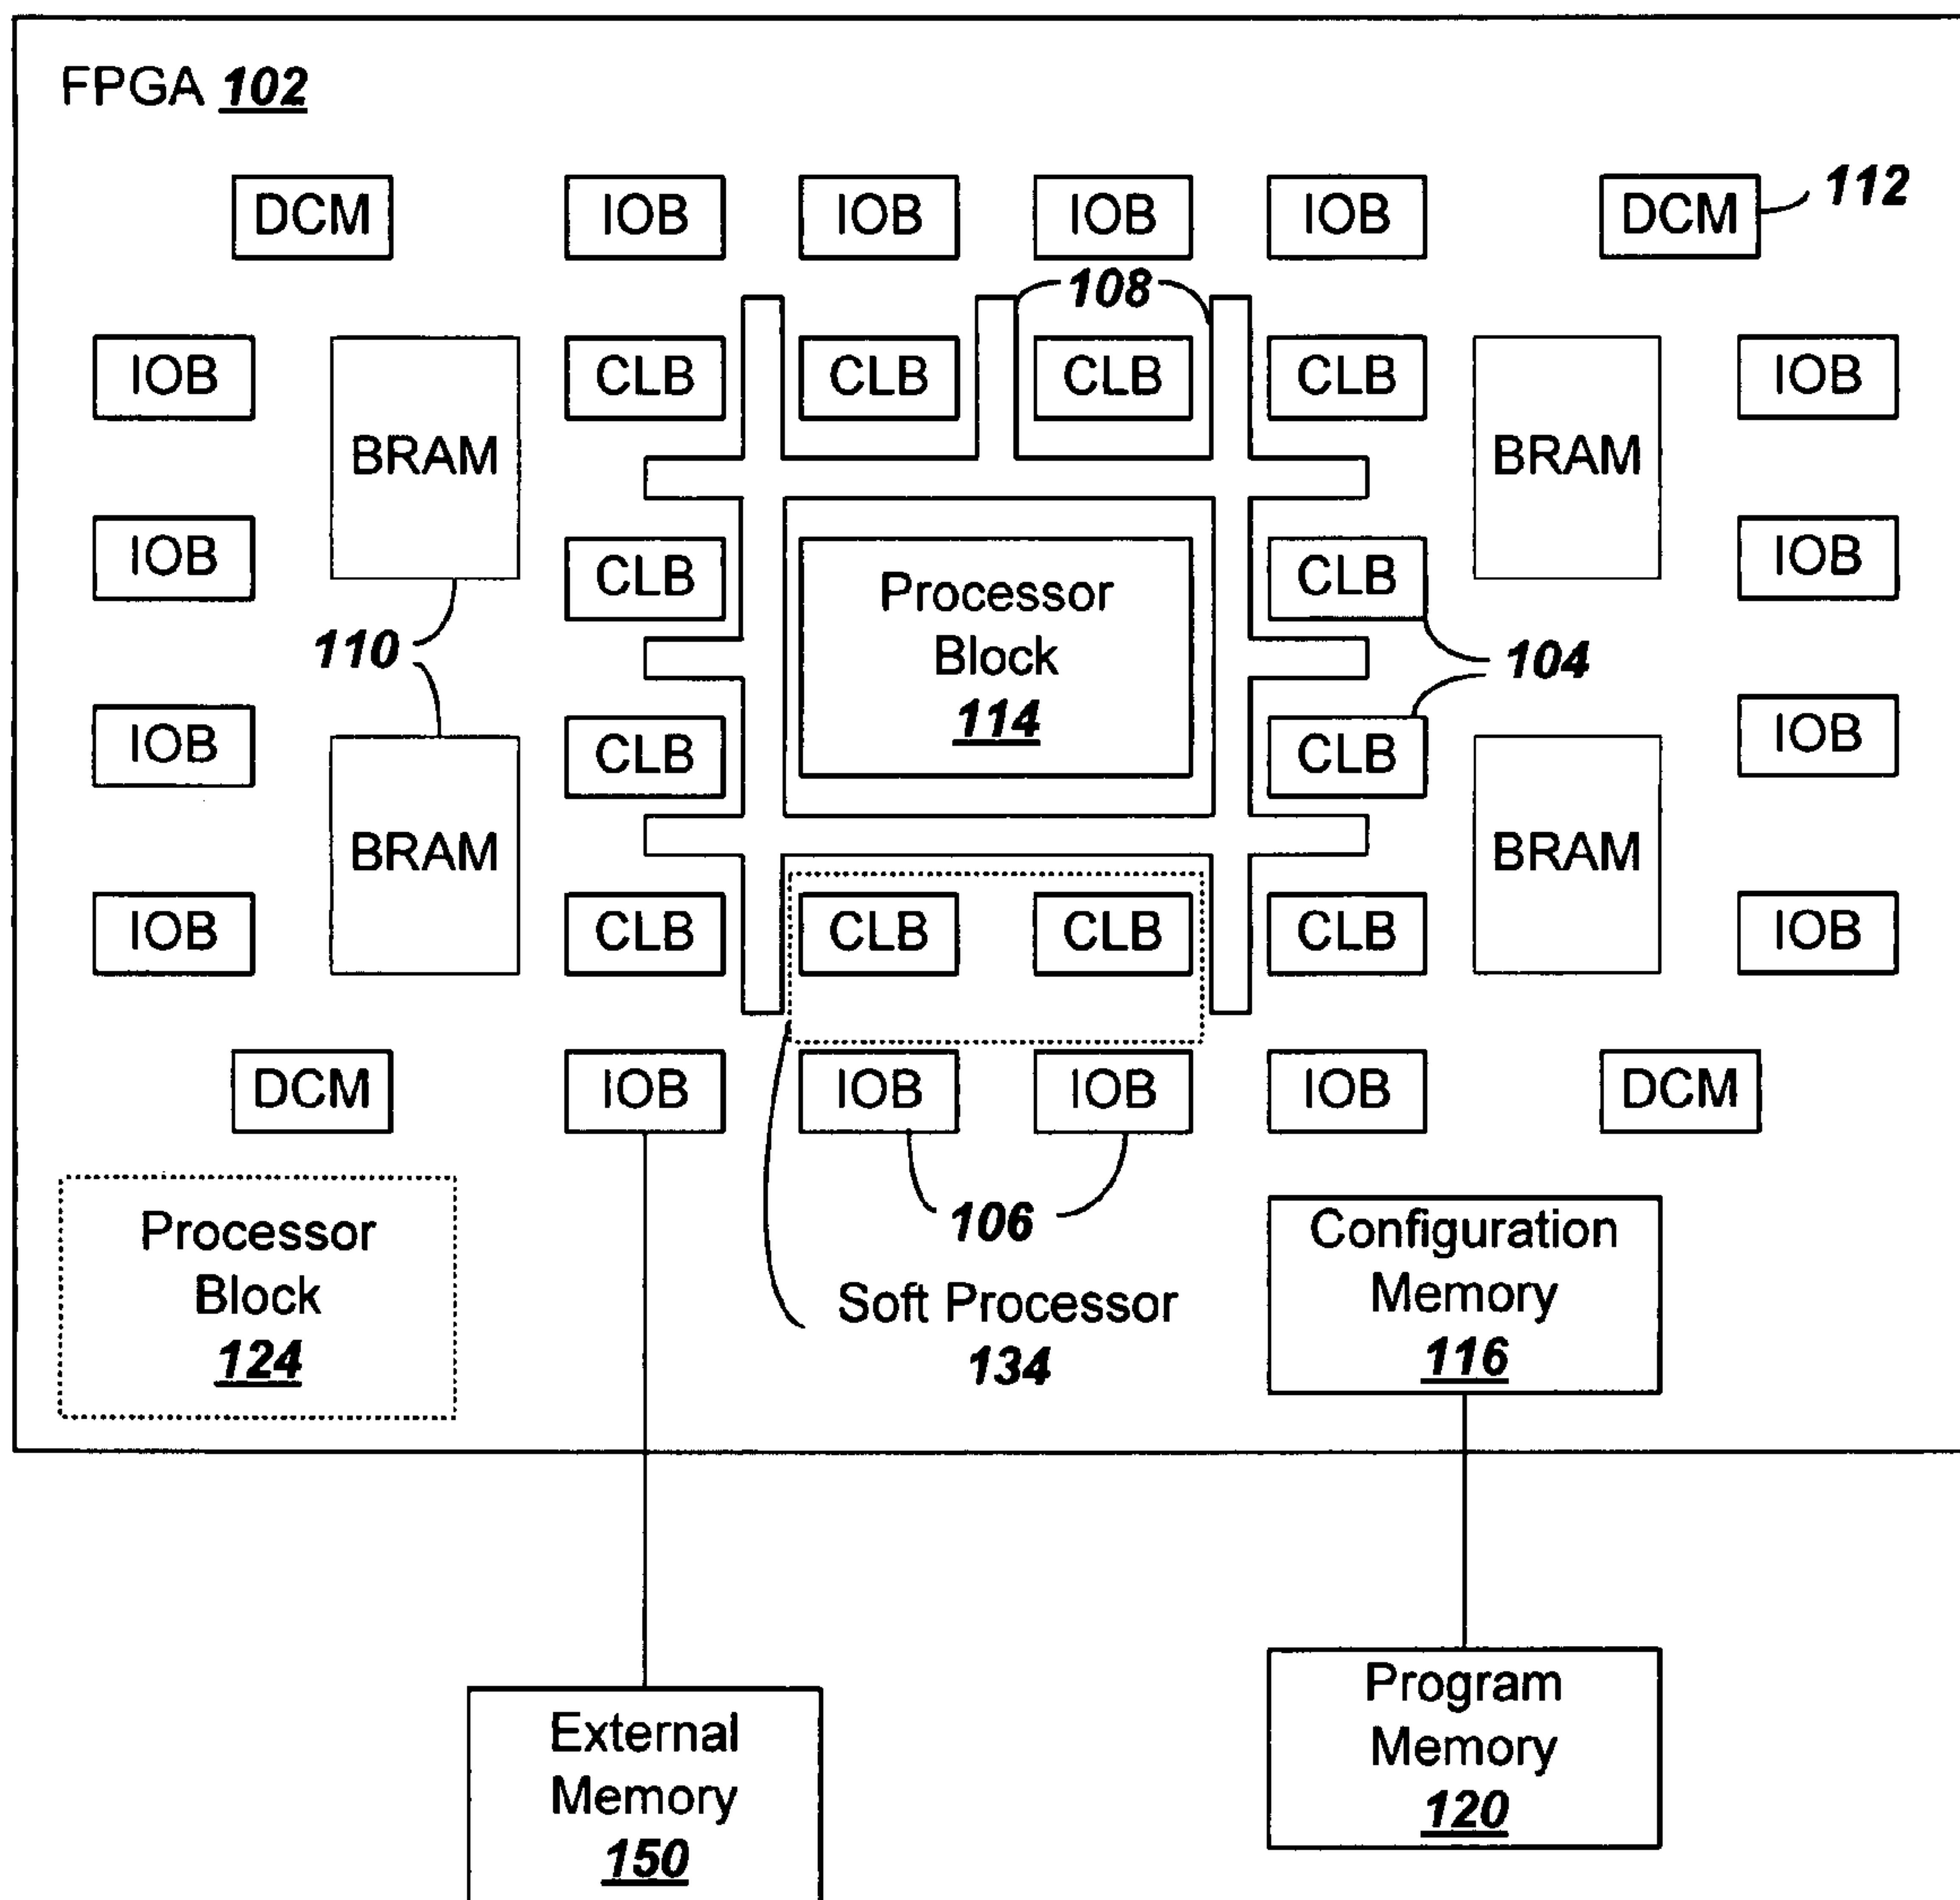 FPGA 102
DCM IOB IOB IOB IOB DCM 112
108
IOB BRAM CLB CLB CLB CLB BRAM IOB
IOB CLB Processor Block 114 CLB IOB
110
104
IOB BRAM CLB CLB BRAM IOB
IOB CLB CLB CLB CLB IOB
DCM IOB IOB IOB IOB DCM
106
Processor
Block
124
Soft Processor
134
Configuration
Memory
116
External
Memory
150
Program
Memory
120